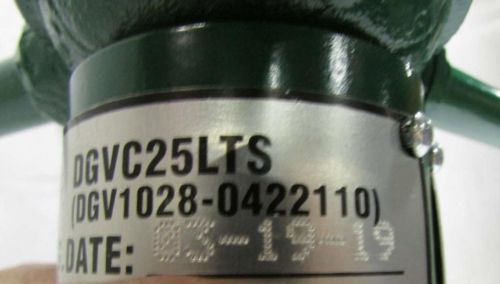 DGVC25LTS
(DGV1028-0422110)
.DATE: 03-19-19